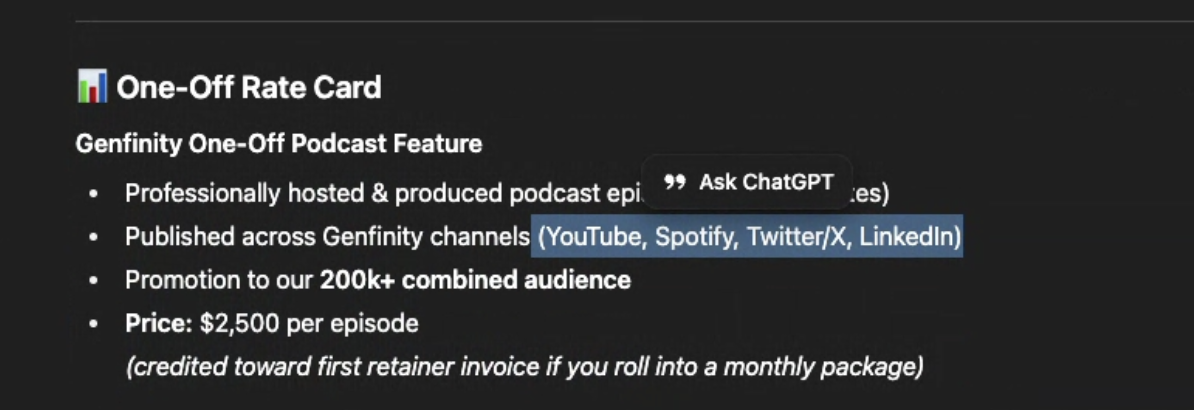 📊 One-Off Rate Card
Genfinity One-Off Podcast Feature
• Professionally hosted & produced podcast epi tes)
Ask ChatGPT
• Published across Genfinity channels (YouTube, Spotify, Twitter/X, LinkedIn)
• Promotion to our 200k+ combined audience
• Price: $2,500 per episode
(credited toward first retainer invoice if you roll into a monthly package)